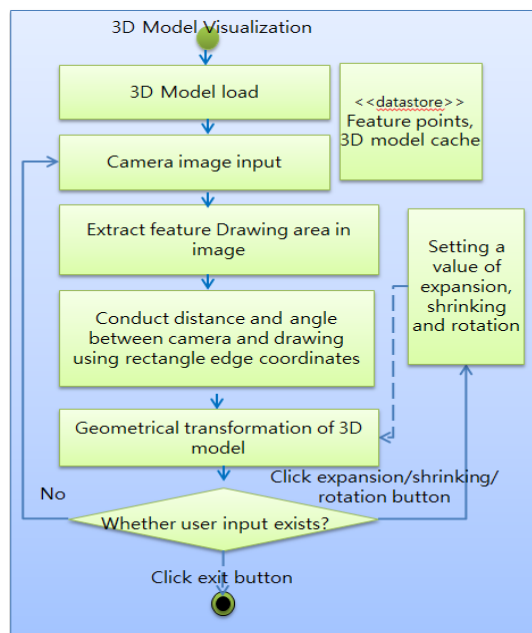 3D Model Visualization
3D Model load
<<datastore>>
Feature points,
3D model cache
Camera image input
Extract feature Drawing area in
image
Setting a
value of
expansion,
shrinking
and rotation
Conduct distance and angle
between camera and drawing
using rectangle edge coordinates
Geometrical transformation of 3D
model
Click expansion/shrinking/
rotation button
No
Whether user input exists?
Click exit button